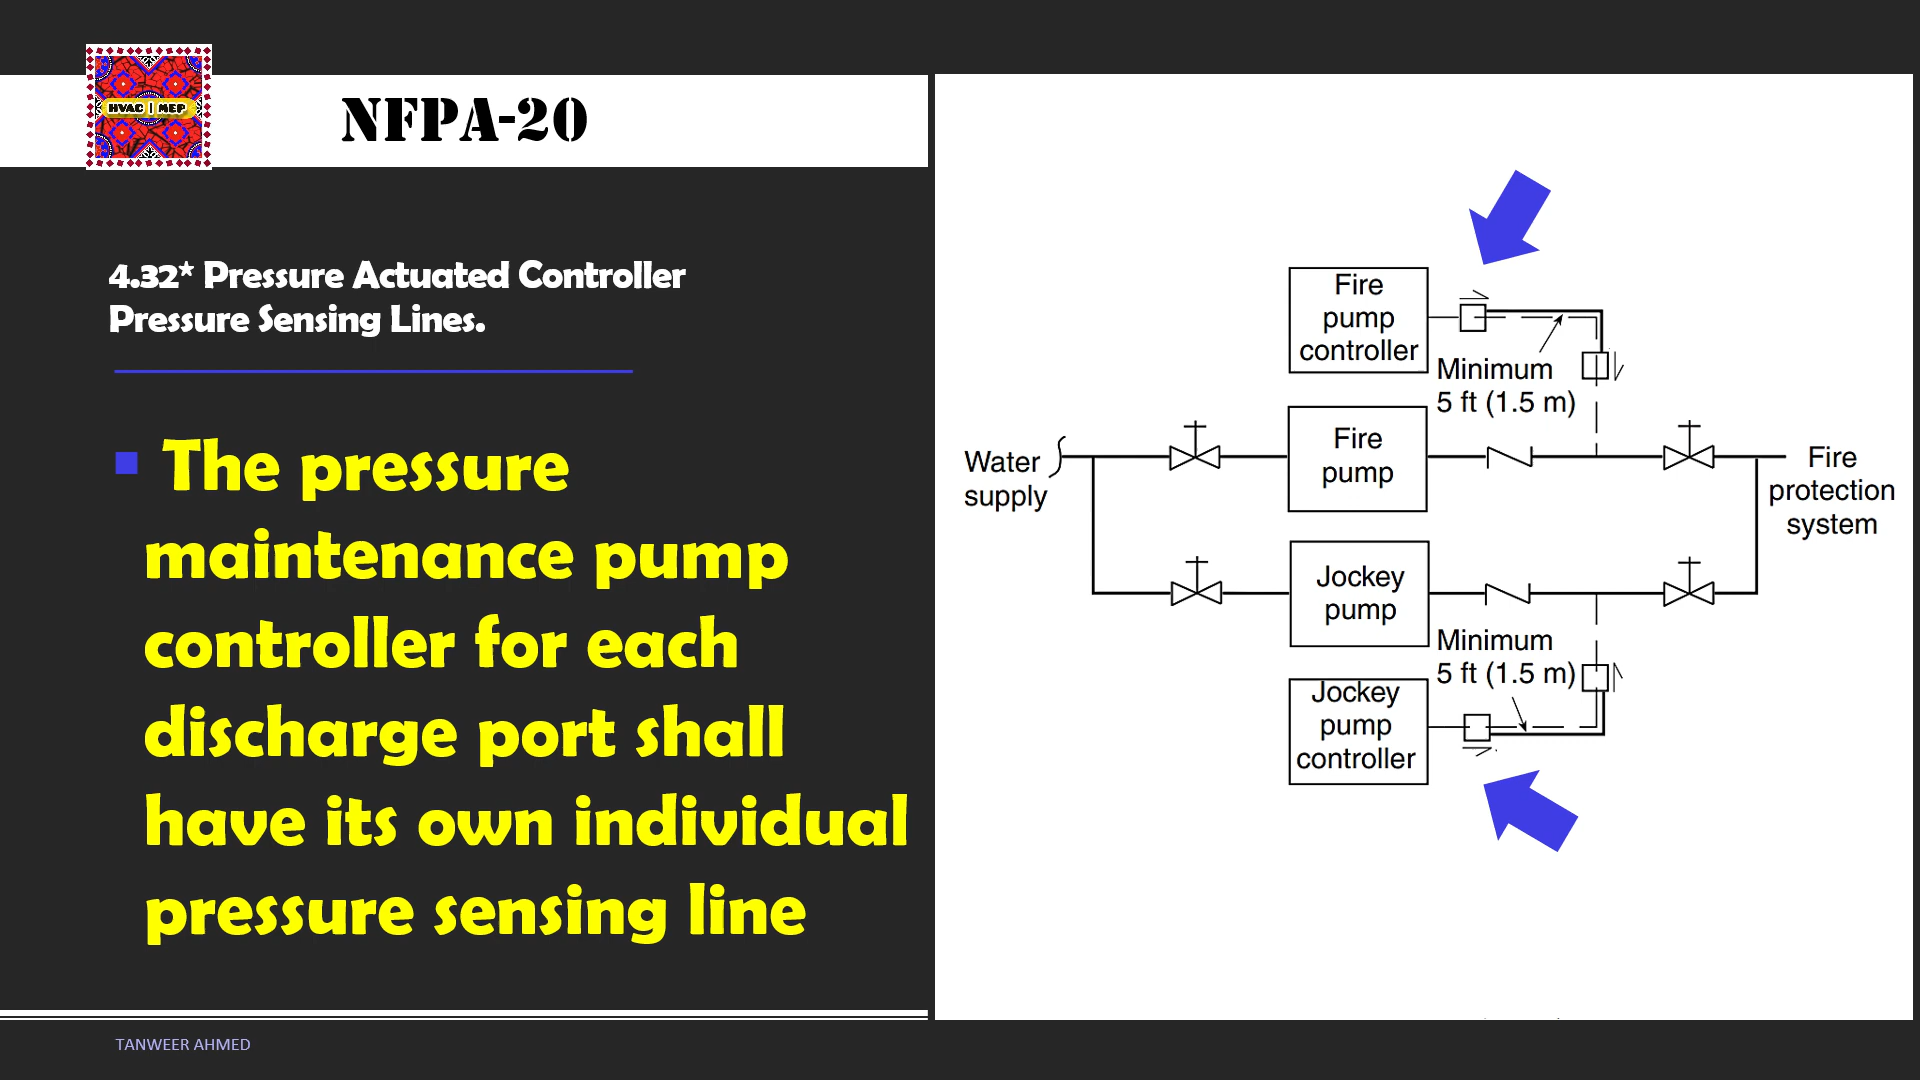 HVAC | MEP
NFPA-20
4.32* Pressure Actuated Controller
Pressure Sensing Lines.
The pressure
maintenance pump
controller for each
discharge port shall
have its own individual
pressure sensing line
TANWEER AHMED
Fire
pump
controller
Minimum
5 ft (1.5 m)
Water
supply
Fire
pump
Fire
protection
system
Jockey
pump
Minimum
5 ft (1.5 m)
Jockey
pump
controller